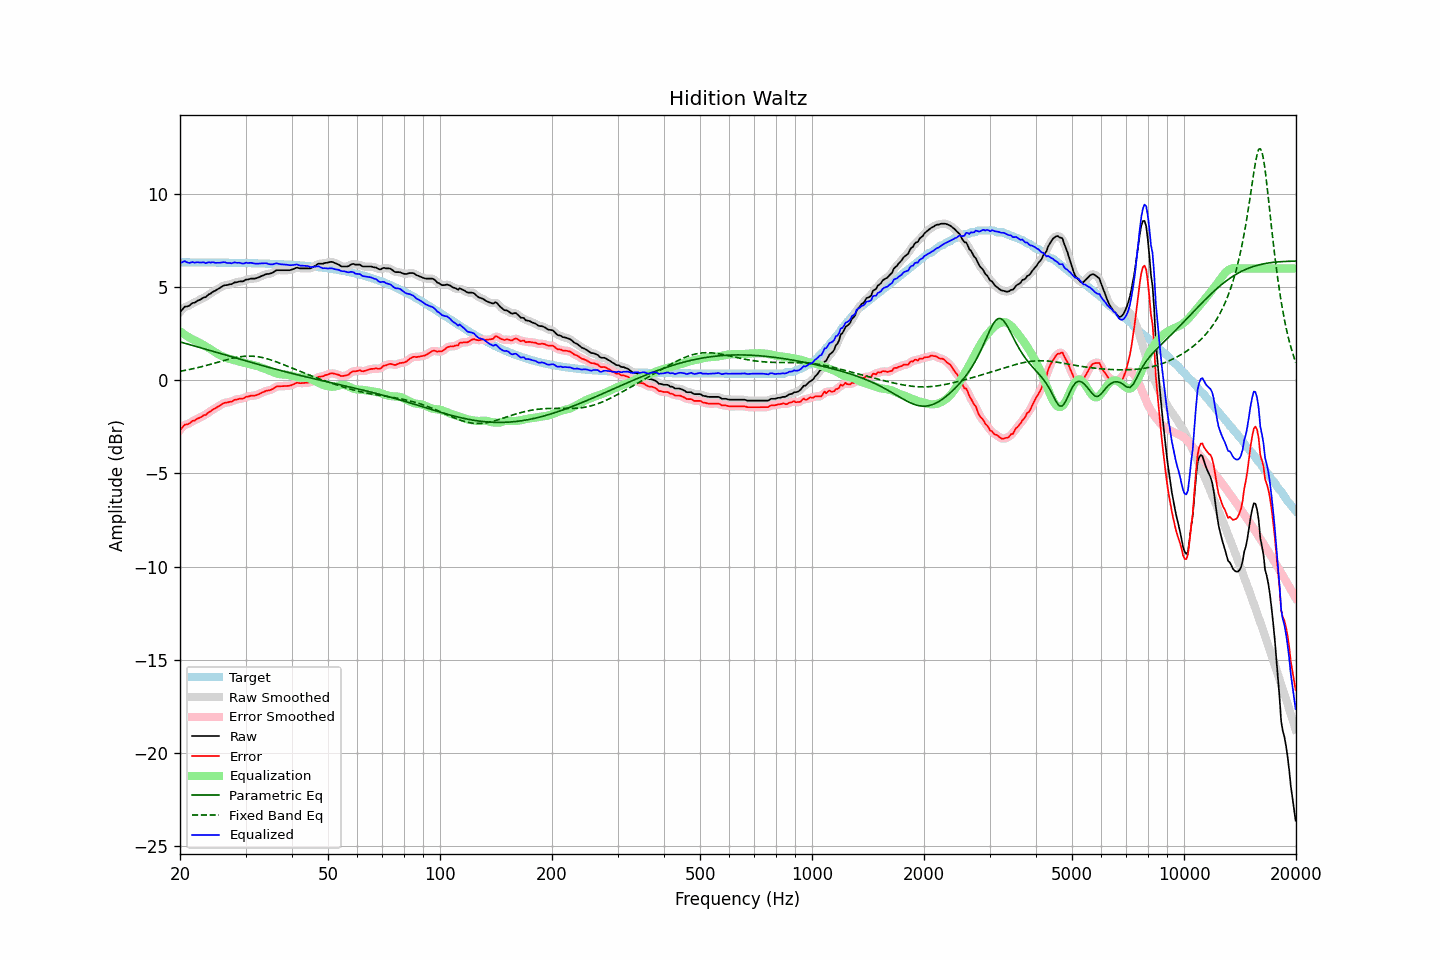 Hidition Waltz
Amplitude (dBr)
10
5
0
−5
−10
−15
−20
−25
Target
Raw Smoothed
Error Smoothed
Raw
Error
Equalization
Parametric Eq
Fixed Band Eq
Equalized
20 50 100 200 500 1000 2000 5000 10000 20000
Frequency (Hz)